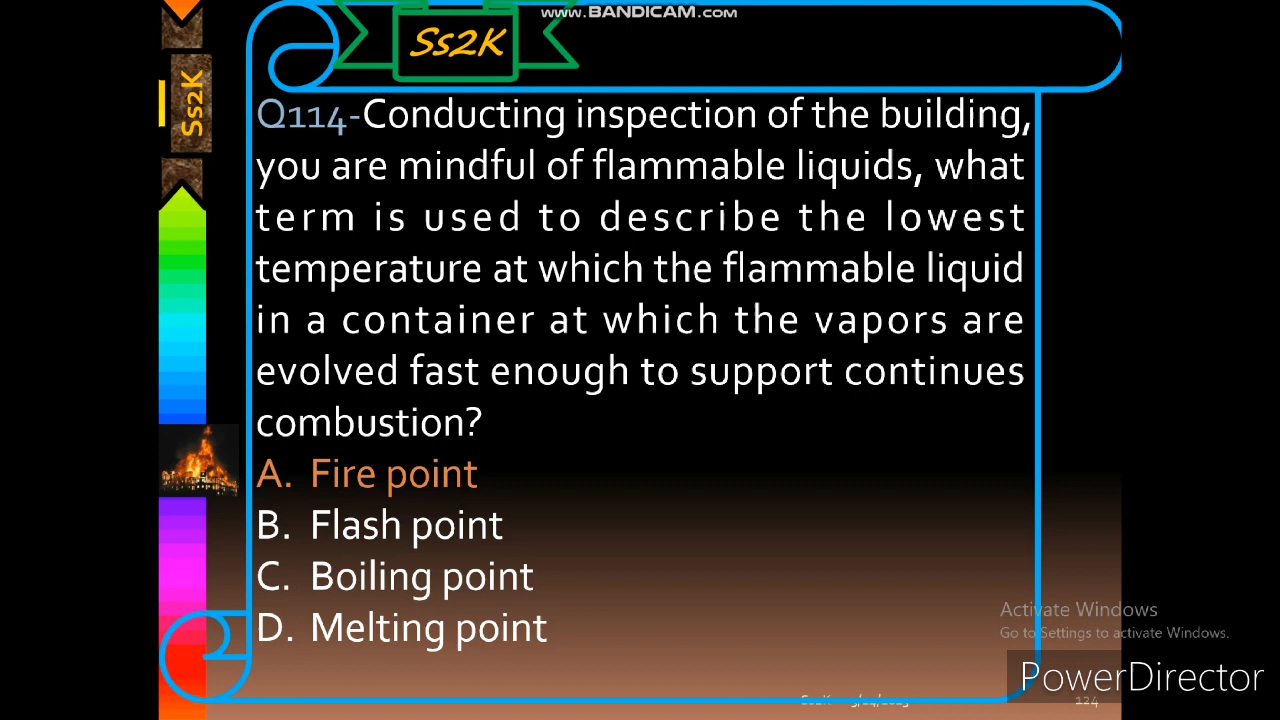 www.BANDICAM.com
Ss2K
Ss2K
Q114-Conducting inspection of the building,
you are mindful of flammable liquids, what
term is used to describe the lowest
temperature at which the flammable liquid
in a container at which the vapors are
evolved fast enough to support continues
combustion?
A. Fire point
B. Flash point
C. Boiling point
D. Melting point
Activate Windows
Go to Settings to activate Windows.
PowerDirector
Ss2K
124